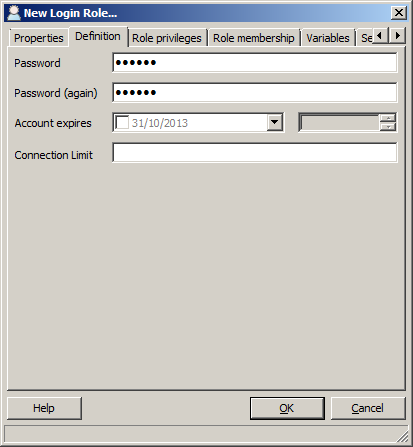 New Login Role...
Properties Definition Role privileges Role membership Variables Se
Password ••••••
Password (again) ••••••
Account expires 31/10/2013
Connection Limit
Help OK Cancel